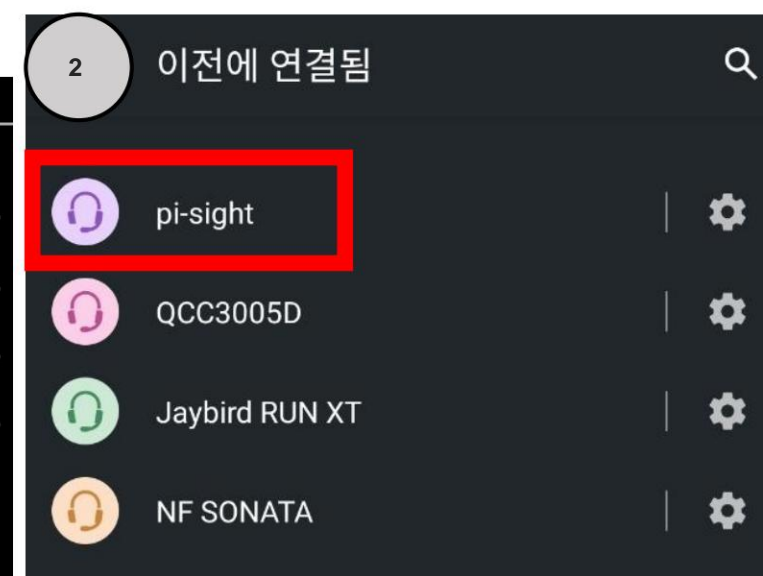 2
이전에 연결됨
pi-sight
QCC3005D
Jaybird RUN XT
NF SONATA